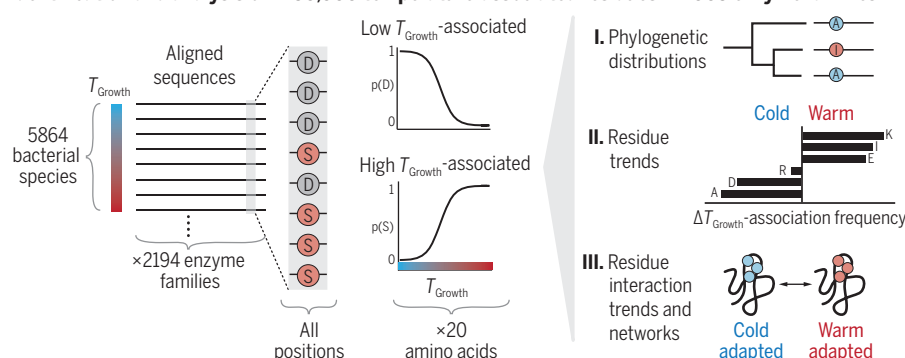 Low T_Growth-associated
Aligned
sequences
T_Growth
5864
bacterial
species
×2194 enzyme
families
D
D
D
S
D
S
S
S
All
positions
p(D)
1
0
High T_Growth-associated
p(S)
1
0
T_Growth
×20
amino acids
I. Phylogenetic
distributions
A
I
A
Cold Warm
II. Residue
trends
K
I
E
R
D
A
ΔT_Growth-association frequency
III. Residue
interaction
trends and
networks
Cold
adapted
Warm
adapted